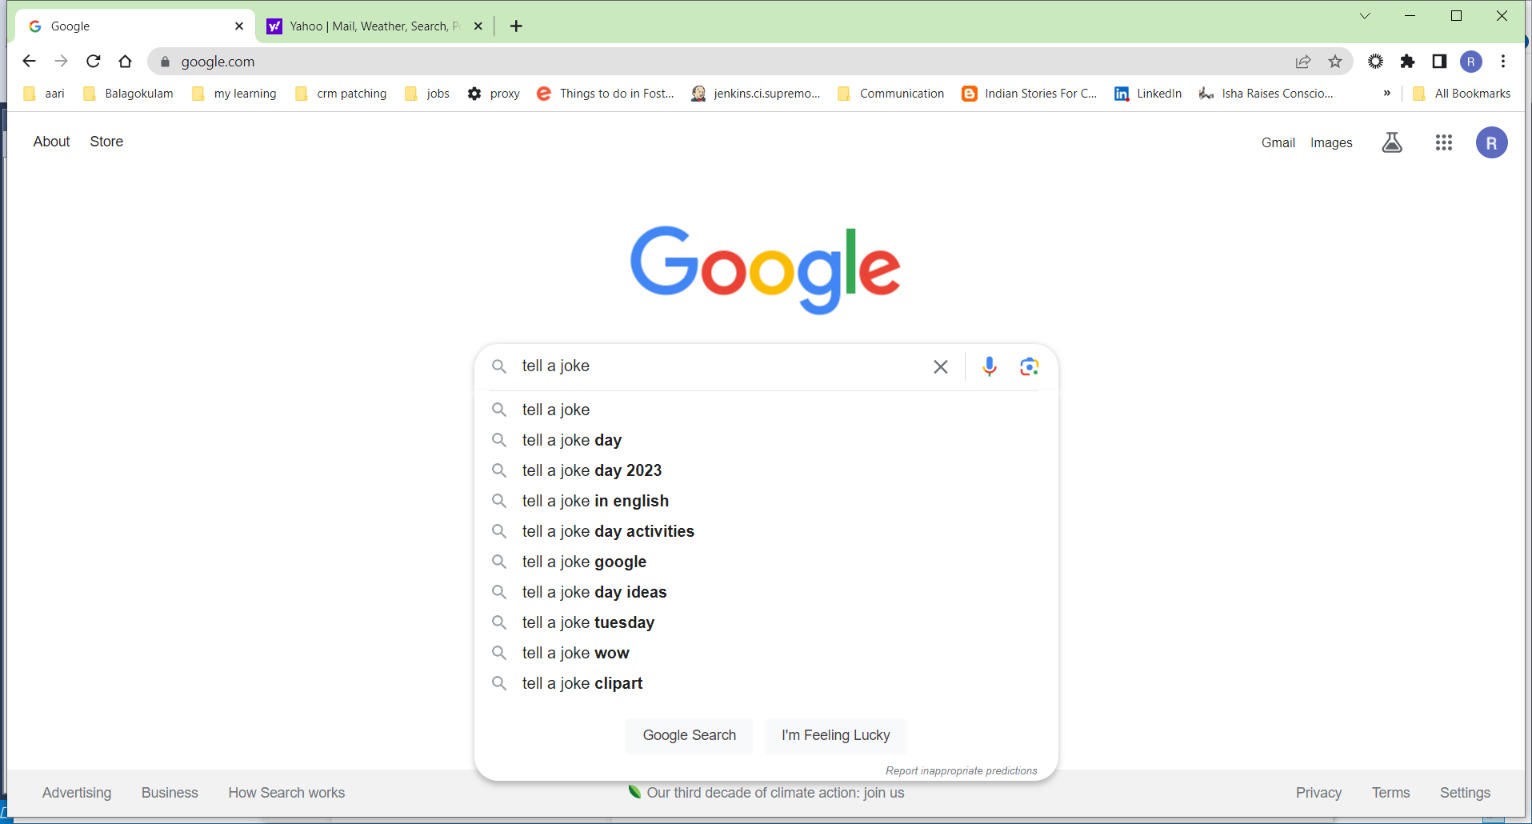 Google
Yahoo | Mail, Weather, Search, P
google.com
R
aari
Balagokulam
my learning
crm patching
jobs
proxy
Things to do in Fost...
jenkins.ci.supremo...
Communication
Indian Stories For C...
LinkedIn
Isha Raises Conscio...
»
All Bookmarks
About
Store
Gmail
Images
R
Google
tell a joke
tell a joke
tell a joke day
tell a joke day 2023
tell a joke in english
tell a joke day activities
tell a joke google
tell a joke day ideas
tell a joke tuesday
tell a joke wow
tell a joke clipart
Google Search
I'm Feeling Lucky
Report inappropriate predictions
Advertising
Business
How Search works
Our third decade of climate action: join us
Privacy
Terms
Settings